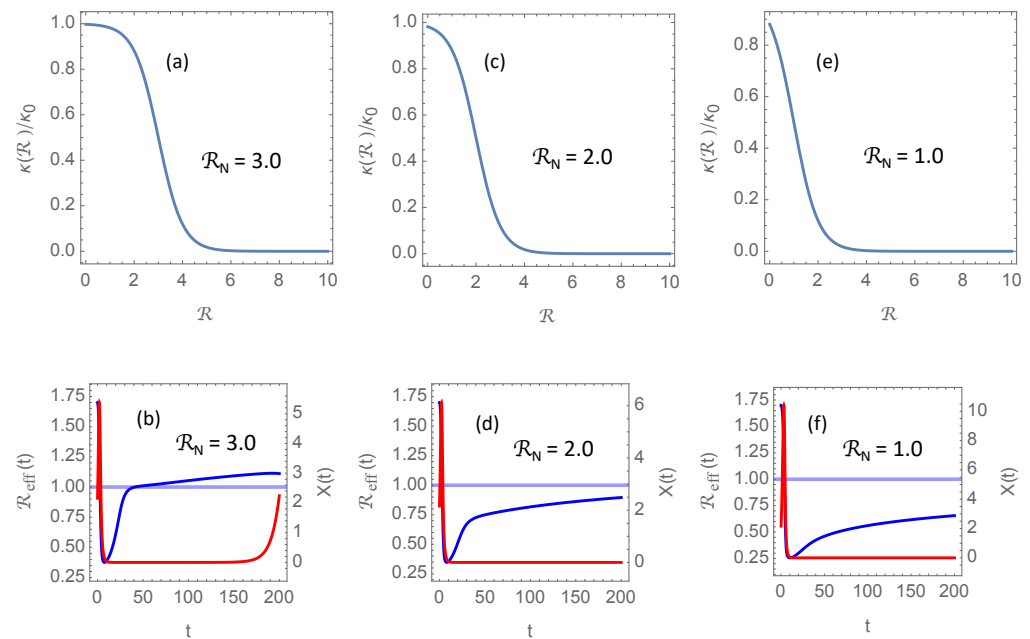 1.0
0.8
0.6
0.4
0.2
0.0
κ(ℛ)/κ0
(a)
ℛN = 3.0
0 2 4 6 8 10
ℛ
1.0
0.8
0.6
0.4
0.2
0.0
κ(ℛ)/κ0
(c)
ℛN = 2.0
0 2 4 6 8 10
ℛ
0.8
0.6
0.4
0.2
0.0
κ(ℛ)/κ0
(e)
ℛN = 1.0
0 2 4 6 8 10
ℛ
1.75
1.50
1.25
1.00
0.75
0.50
0.25
ℛeff(t)
(b)
ℛN = 3.0
5
4
3
2
1
0
X(t)
0 50 100 150 200
t
1.75
1.50
1.25
1.00
0.75
0.50
0.25
ℛeff(t)
(d)
ℛN = 2.0
6
4
2
0
X(t)
0 50 100 150 200
t
1.75
1.50
1.25
1.00
0.75
0.50
0.25
ℛeff(t)
(f)
ℛN = 1.0
10
8
6
4
2
0
X(t)
0 50 100 150 200
t